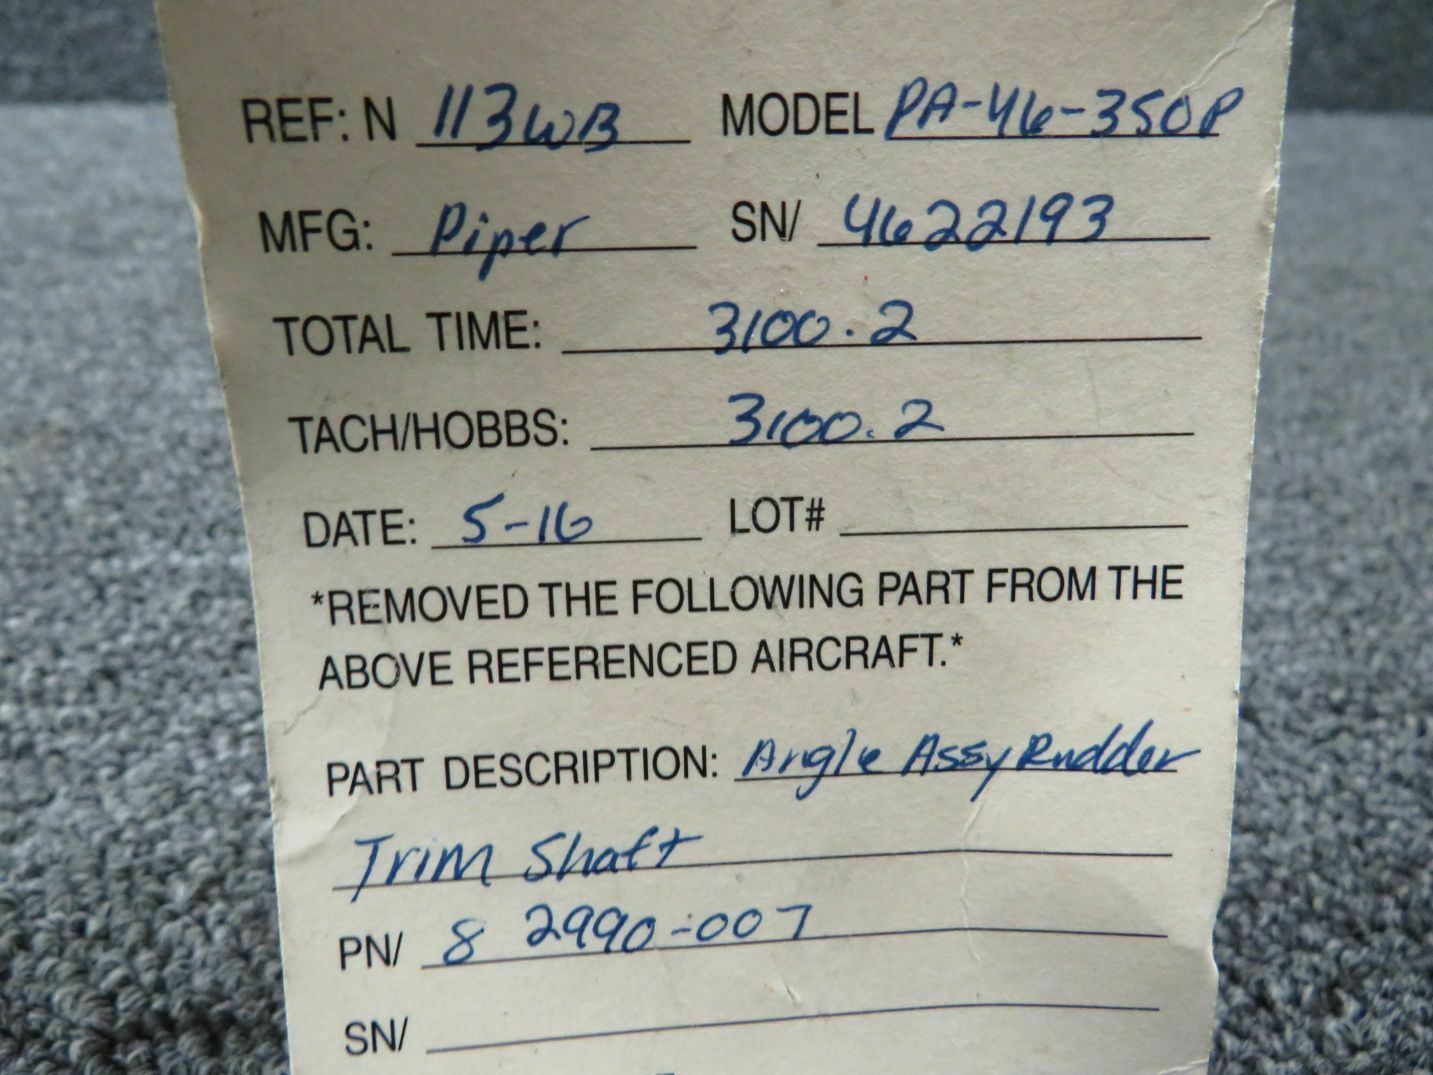 REF: N 113WB MODEL PA-46-350P
MFG: Piper SN/ 4622193
TOTAL TIME: 3100.2
TACH/HOBBS: 3100.2
DATE: 5-16 LOT#
*REMOVED THE FOLLOWING PART FROM THE
ABOVE REFERENCED AIRCRAFT.*
PART DESCRIPTION: Angle Assy Rudder
Trim Shaft
PN/ 82990-007
SN/